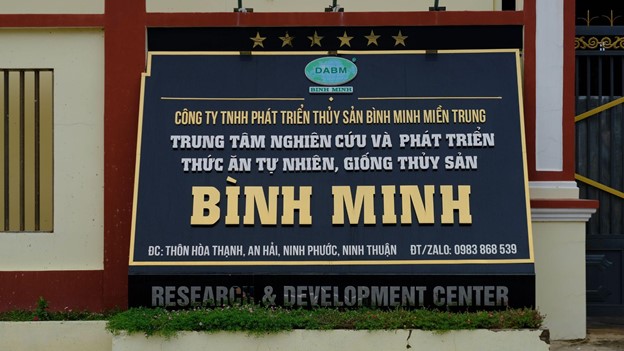 DABM
BINH MINH
CÔNG TY TNHH PHÁT TRIỂN THỦY SẢN BÌNH MINH MIỀN TRUNG
TRUNG TÂM NGHIÊN CỨU VÀ PHÁT TRIỂN
THỨC ĂN TỰ NHIÊN, GIỐNG THỦY SẢN
BÌNH MINH
ĐC: THÔN HÒA THẠNH, AN HẢI, NINH PHƯỚC, NINH THUẬN ĐT/ZALO: 0983 868 539
RESEARCH & DEVELOPMENT CENTER